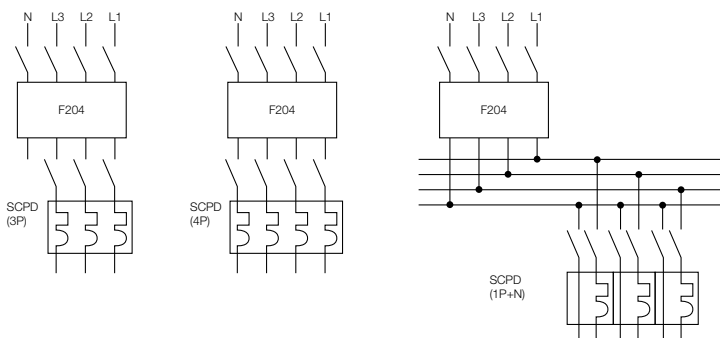 N L3 L2 L1
N L3 L2 L1
N L3 L2 L1
F204
F204
F204
SCPD
(3P)
SCPD
(4P)
SCPD
(1P+N)